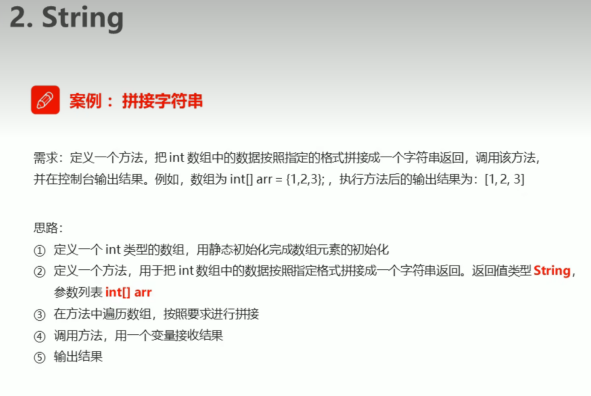 2. String
案例：拼接字符串
需求：定义一个方法，把 int 数组中的数据按照指定的格式拼接成一个字符串返回，调用该方法，
并在控制台输出结果。例如，数组为 int[] arr = {1,2,3}; ，执行方法后的输出结果为：[1, 2, 3]
思路：
① 定义一个 int 类型的数组，用静态初始化完成数组元素的初始化
② 定义一个方法，用于把 int 数组中的数据按照指定格式拼接成一个字符串返回。返回值类型 String，
参数列表 int[] arr
③ 在方法中遍历数组，按照要求进行拼接
④ 调用方法，用一个变量接收结果
⑤ 输出结果